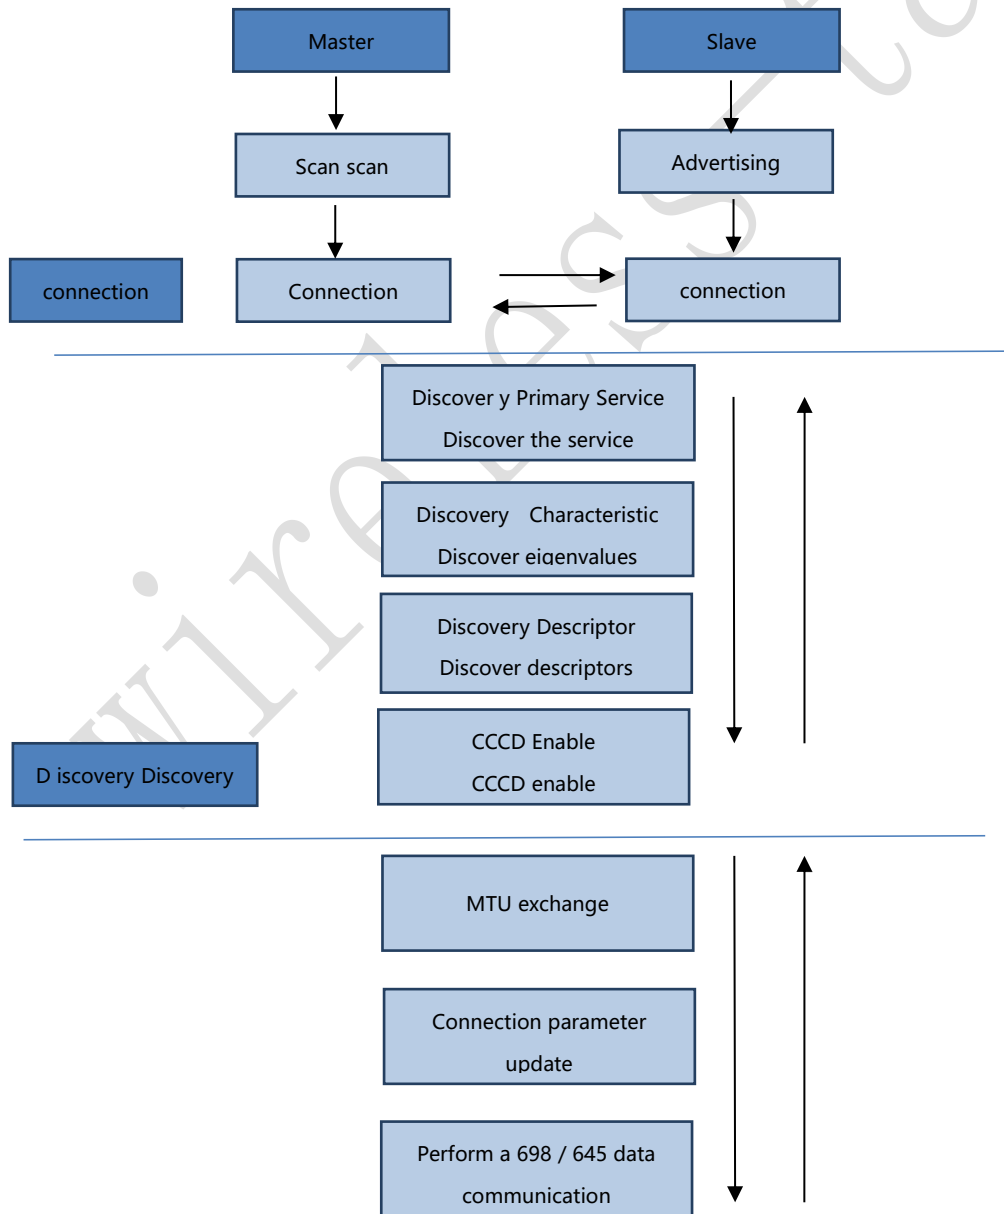 Master
Slave
Scan scan
Advertising
connection
Connection
connection
Discover y Primary Service
Discover the service
Discovery Characteristic
Discover eigenvalues
Discovery Descriptor
Discover descriptors
CCCD Enable
CCCD enable
D iscovery Discovery
MTU exchange
Connection parameter
update
Perform a 698 / 645 data
communication
wireless-t